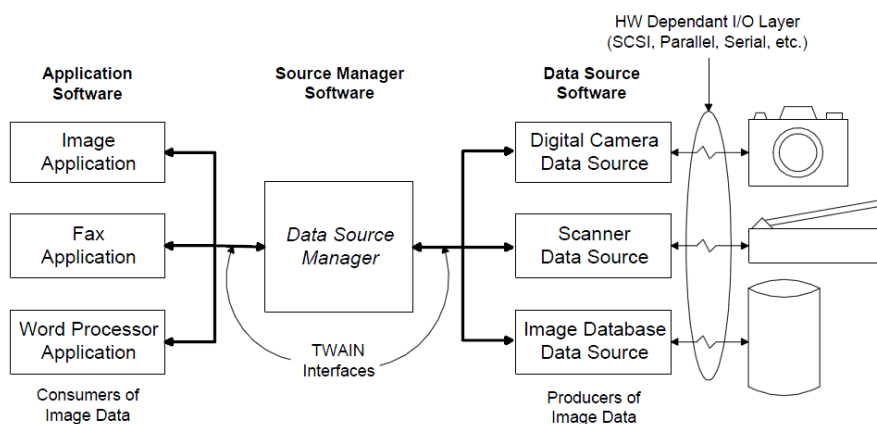 HW Dependant I/O Layer
(SCSI, Parallel, Serial, etc.)
Application
Software
Source Manager
Software
Data Source
Software
Image
Application
Fax
Application
Word Processor
Application
Consumers of
Image Data
Data Source
Manager
TWAIN
Interfaces
Digital Camera
Data Source
Scanner
Data Source
Image Database
Data Source
Producers of
Image Data